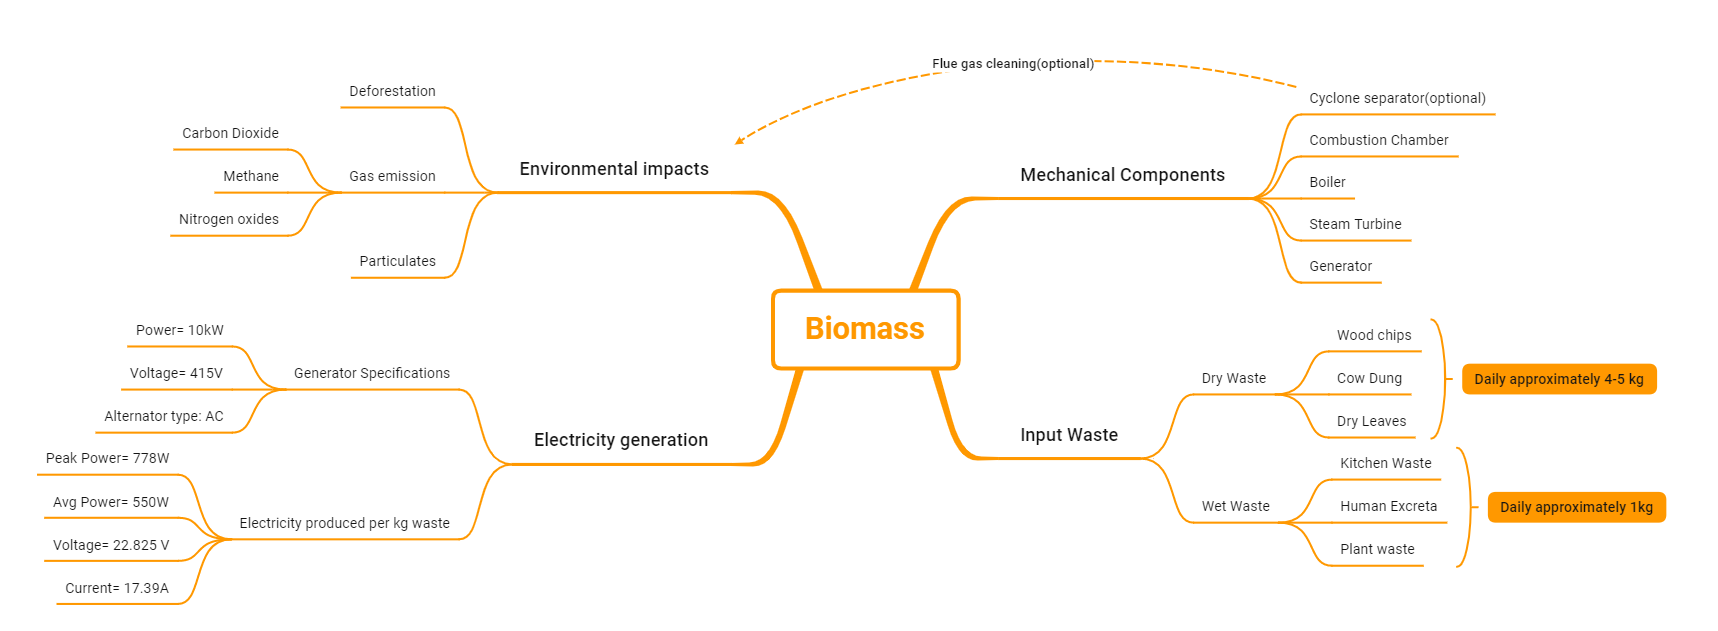 Flue gas cleaning(optional)
Deforestation
Carbon Dioxide
Methane
Nitrogen oxides
Gas emission
Particulates
Environmental impacts
Mechanical Components
Cyclone separator(optional)
Combustion Chamber
Boiler
Steam Turbine
Generator
Biomass
Power= 10kW
Voltage= 415V
Alternator type: AC
Generator Specifications
Electricity generation
Peak Power= 778W
Avg Power= 550W
Voltage= 22.825 V
Current= 17.39A
Electricity produced per kg waste
Input Waste
Dry Waste
Wood chips
Cow Dung
Dry Leaves
Daily approximately 4-5 kg
Wet Waste
Kitchen Waste
Human Excreta
Plant waste
Daily approximately 1kg